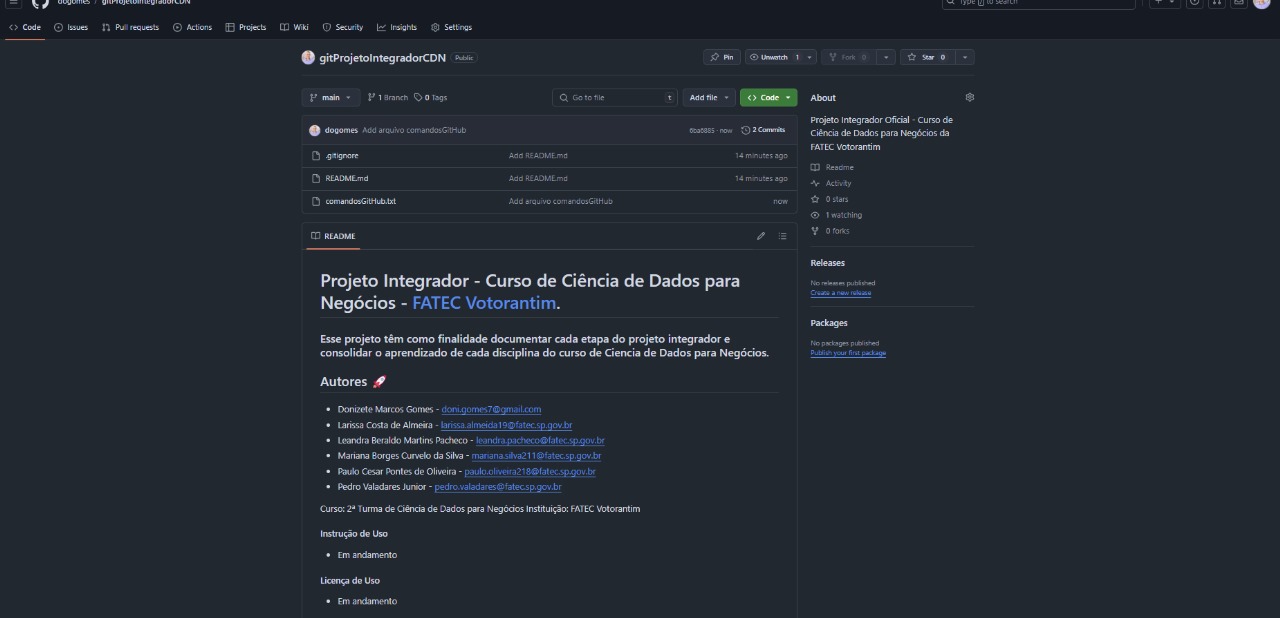 dogomes / gitProjetoIntegradorCDN
Type / to search
Code Issues Pull requests Actions Projects Wiki Security Insights Settings
gitProjetoIntegradorCDN Public
Pin Unwatch 1 Fork 0 Star 0
main 1 Branch 0 Tags Go to file t Add file Code
dogomes Add arquivo comandosGitHub 6ba6885 · now 2 Commits
.gitignore Add README.md 14 minutes ago
README.md Add README.md 14 minutes ago
comandosGitHub.txt Add arquivo comandosGitHub now
README
Projeto Integrador - Curso de Ciência de Dados para
Negócios - FATEC Votorantim.
Esse projeto têm como finalidade documentar cada etapa do projeto integrador e
consolidar o aprendizado de cada disciplina do curso de Ciencia de Dados para Negócios.
Autores 🚀
Donizete Marcos Gomes - doni.gomes7@gmail.com
Larissa Costa de Almeira - larissa.almeida19@fatec.sp.gov.br
Leandra Beraldo Martins Pacheco - leandra.pacheco@fatec.sp.gov.br
Mariana Borges Curvelo da Silva - mariana.silva211@fatec.sp.gov.br
Paulo Cesar Pontes de Oliveira - paulo.oliveira218@fatec.sp.gov.br
Pedro Valadares Junior - pedro.valadares@fatec.sp.gov.br
Curso: 2ª Turma de Ciência de Dados para Negócios Instituição: FATEC Votorantim
Instrução de Uso
Em andamento
Licença de Uso
Em andamento
About
Projeto Integrador Oficial - Curso de
Ciência de Dados para Negócios da
FATEC Votorantim
Readme
Activity
0 stars
1 watching
0 forks
Releases
No releases published
Create a new release
Packages
No packages published
Publish your first package